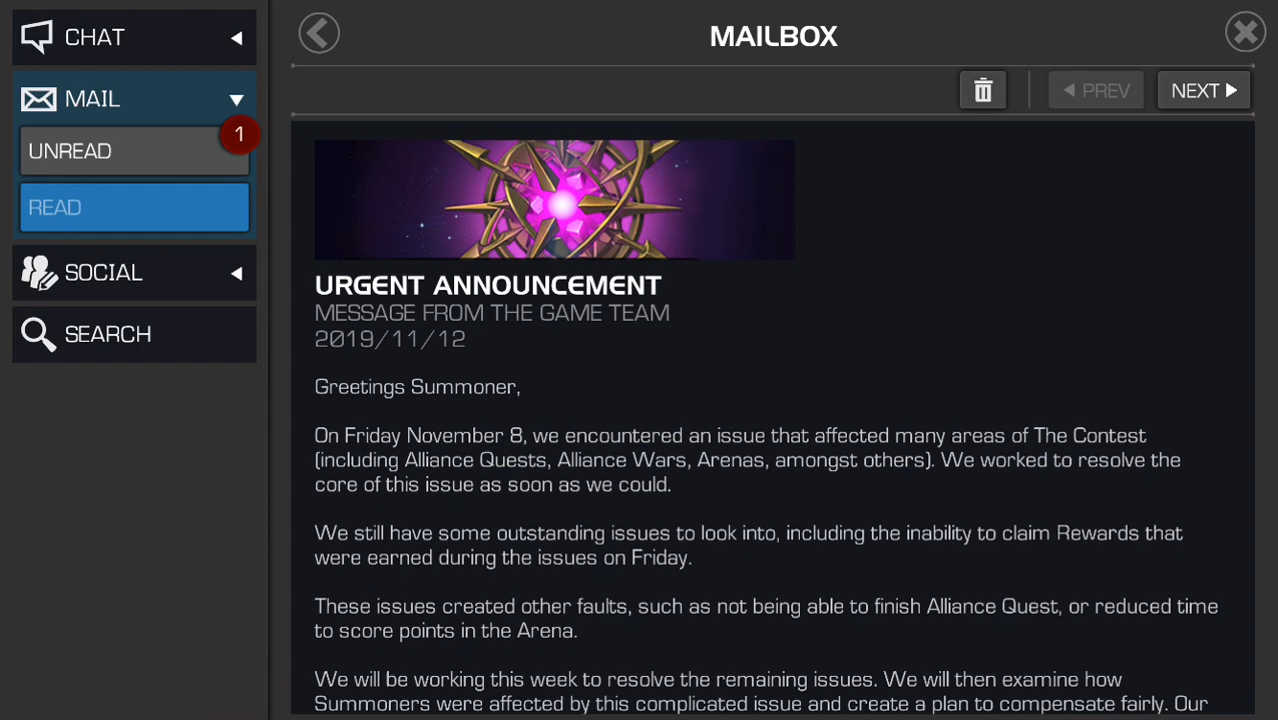 CHAT
MAIL
1
UNREAD
READ
SOCIAL
SEARCH
MAILBOX
PREV
NEXT
URGENT ANNOUNCEMENT
MESSAGE FROM THE GAME TEAM
2019/11/12
Greetings Summoner,
On Friday November 8, we encountered an issue that affected many areas of The Contest
(including Alliance Quests, Alliance Wars, Arenas, amongst others). We worked to resolve the
core of this issue as soon as we could.
We still have some outstanding issues to look into, including the inability to claim Rewards that
were earned during the issues on Friday.
These issues created other faults, such as not being able to finish Alliance Quest, or reduced time
to score points in the Arena.
We will be working this week to resolve the remaining issues. We will then examine how
Summoners were affected by this complicated issue and create a plan to compensate fairly. Our